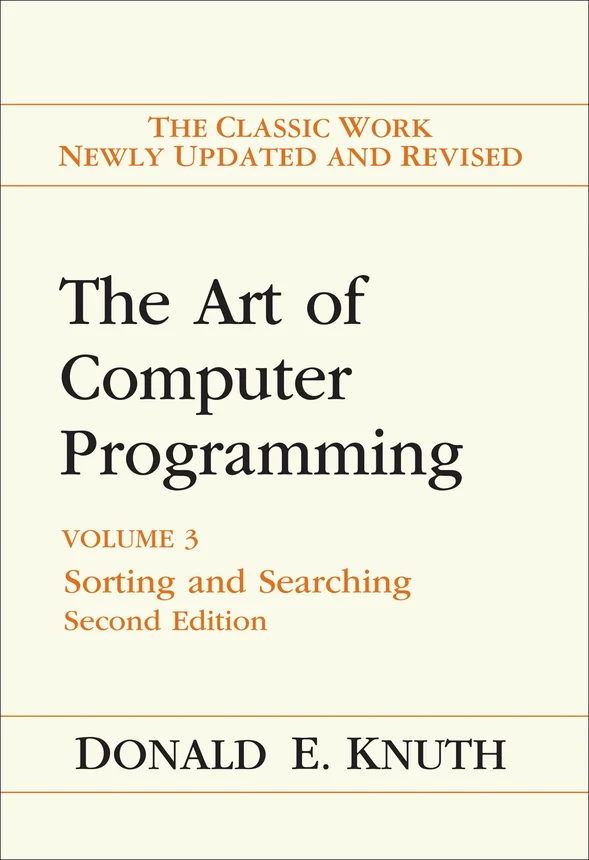 THE CLASSIC WORK
NEWLY UPDATED AND REVISED
The Art of
Computer
Programming
VOLUME 3
Sorting and Searching
Second Edition
DONALD E. KNUTH